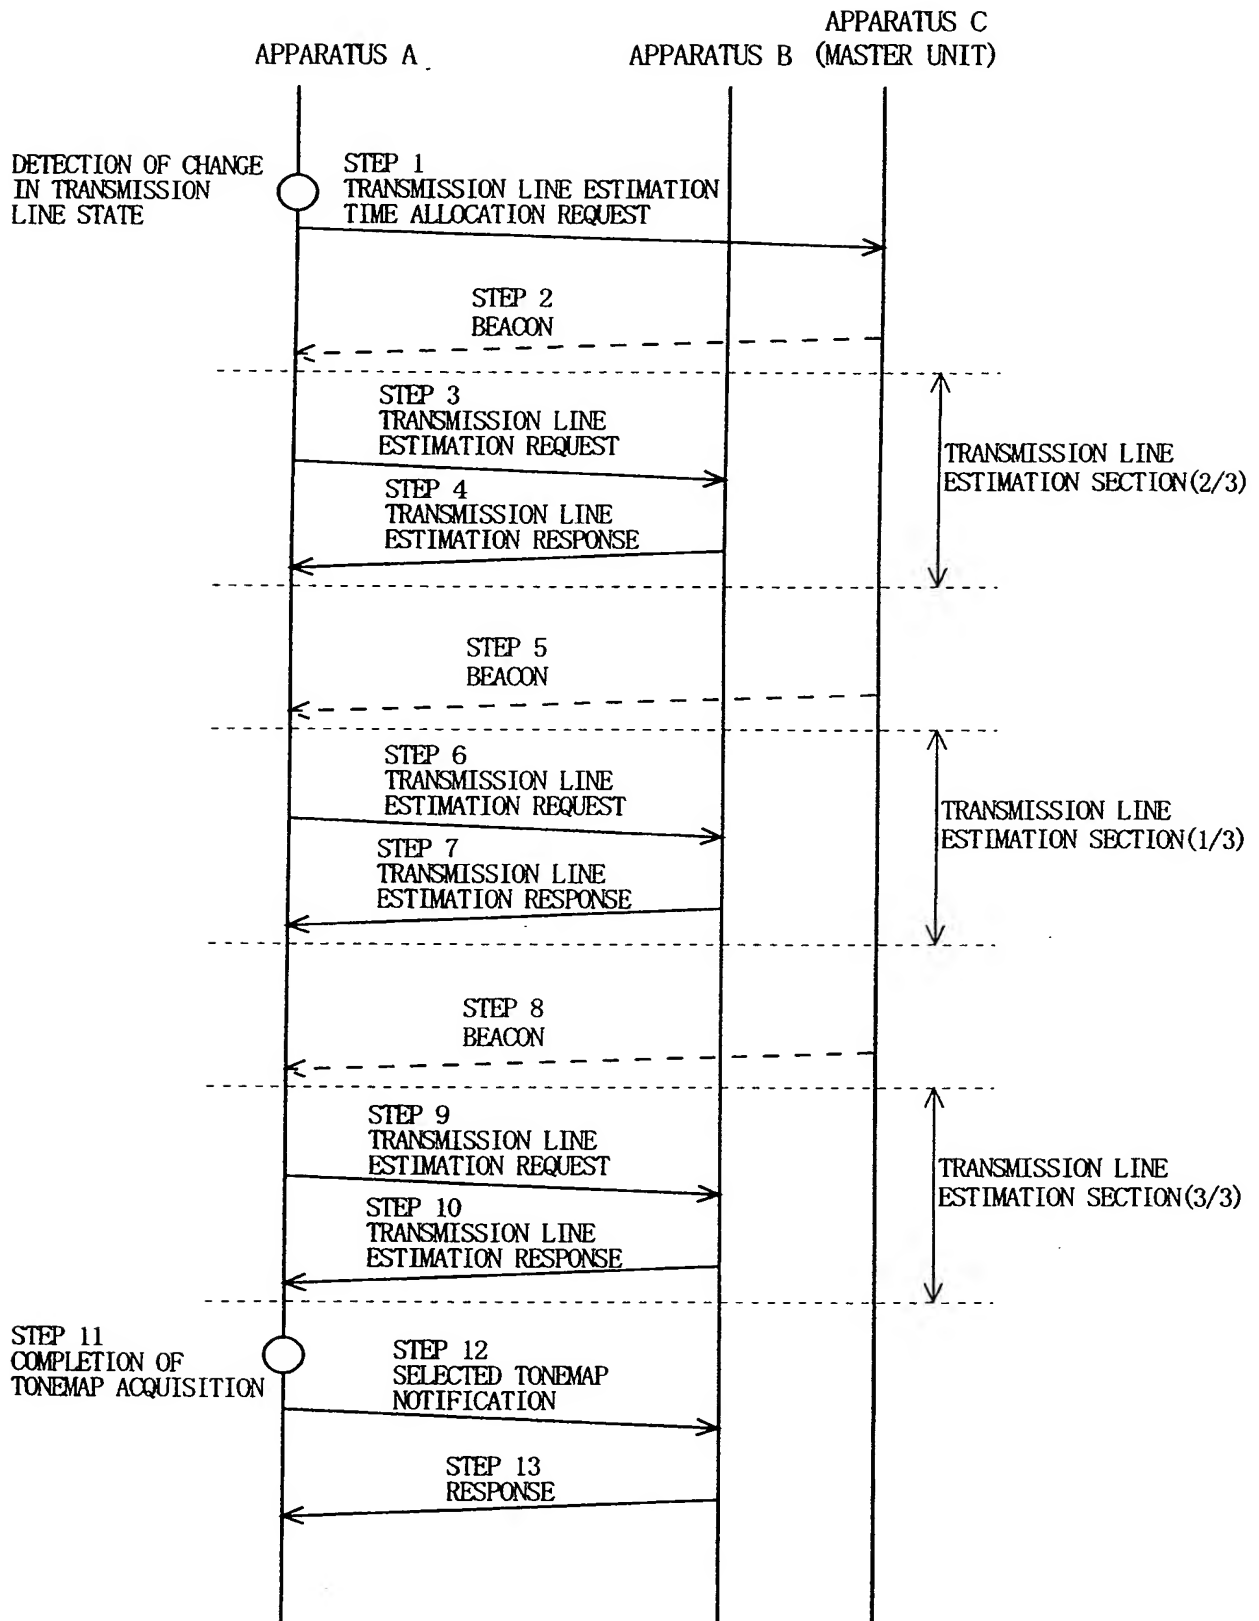 APPARATUS C
APPARATUS A
APPARATUS B (MASTER UNIT)
DETECTION OF CHANGE
IN TRANSMISSION
LINE STATE
STEP 1
TRANSMISSION LINE ESTIMATION
TIME ALLOCATION REQUEST
STEP 2
BEACON
STEP 3
TRANSMISSION LINE
ESTIMATION REQUEST
TRANSMISSION LINE
ESTIMATION SECTION(2/3)
STEP 4
TRANSMISSION LINE
ESTIMATION RESPONSE
STEP 5
BEACON
STEP 6
TRANSMISSION LINE
ESTIMATION REQUEST
TRANSMISSION LINE
ESTIMATION SECTION(1/3)
STEP 7
TRANSMISSION LINE
ESTIMATION RESPONSE
STEP 8
BEACON
STEP 9
TRANSMISSION LINE
ESTIMATION REQUEST
TRANSMISSION LINE
ESTIMATION SECTION(3/3)
STEP 10
TRANSMISSION LINE
ESTIMATION RESPONSE
STEP 11
COMPLETION OF
TONEMAP ACQUISITION
STEP 12
SELECTED TONEMAP
NOTIFICATION
STEP 13
RESPONSE